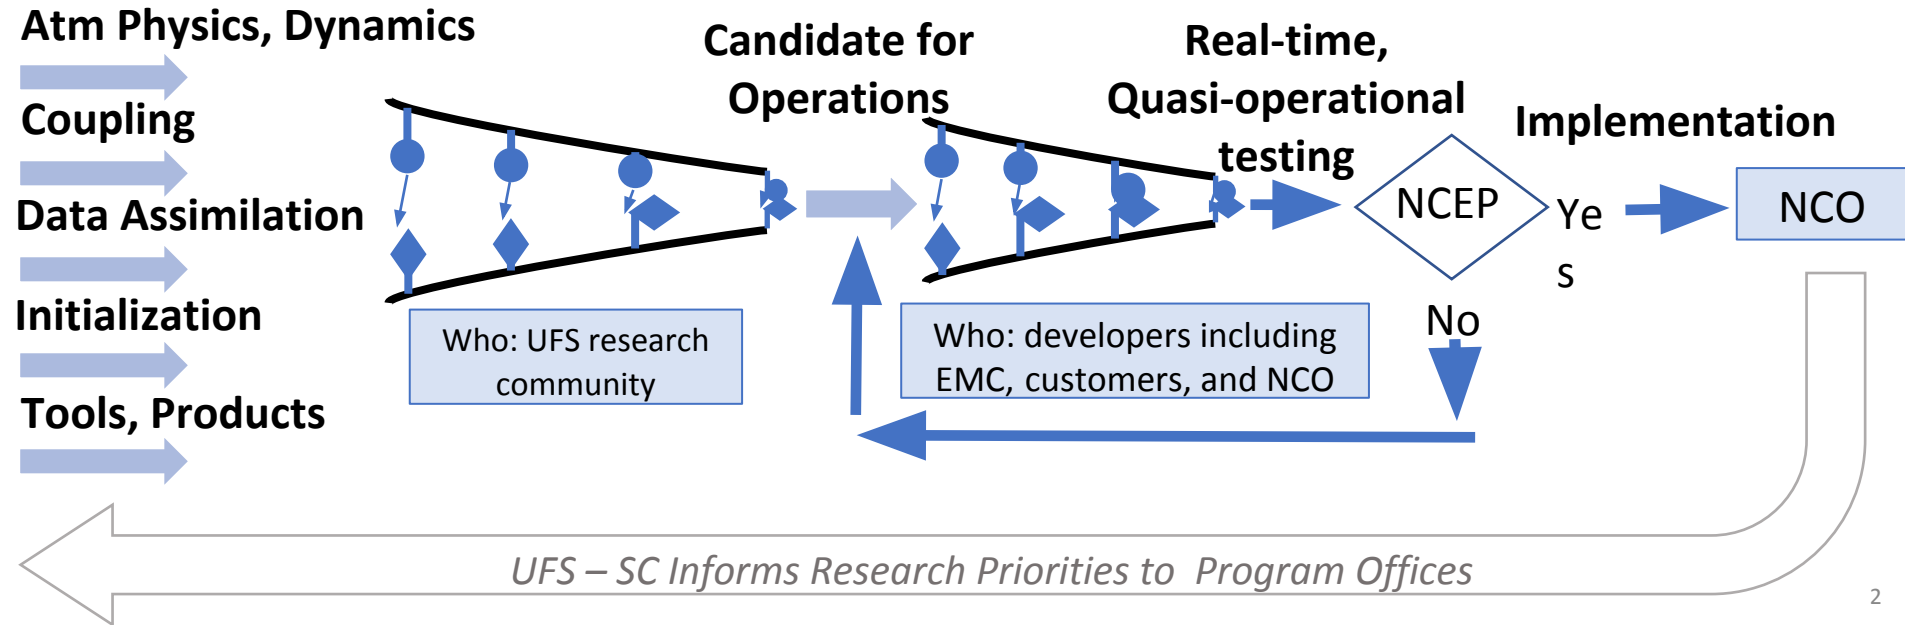 Atm Physics, Dynamics
Coupling
Data Assimilation
Initialization
Tools, Products
Candidate for
Operations
Real-time,
Quasi-operational
testing
Implementation
NCEP
Ye
s
No
NCO
Who: UFS research
community
Who: developers including
EMC, customers, and NCO
UFS – SC Informs Research Priorities to Program Offices
2